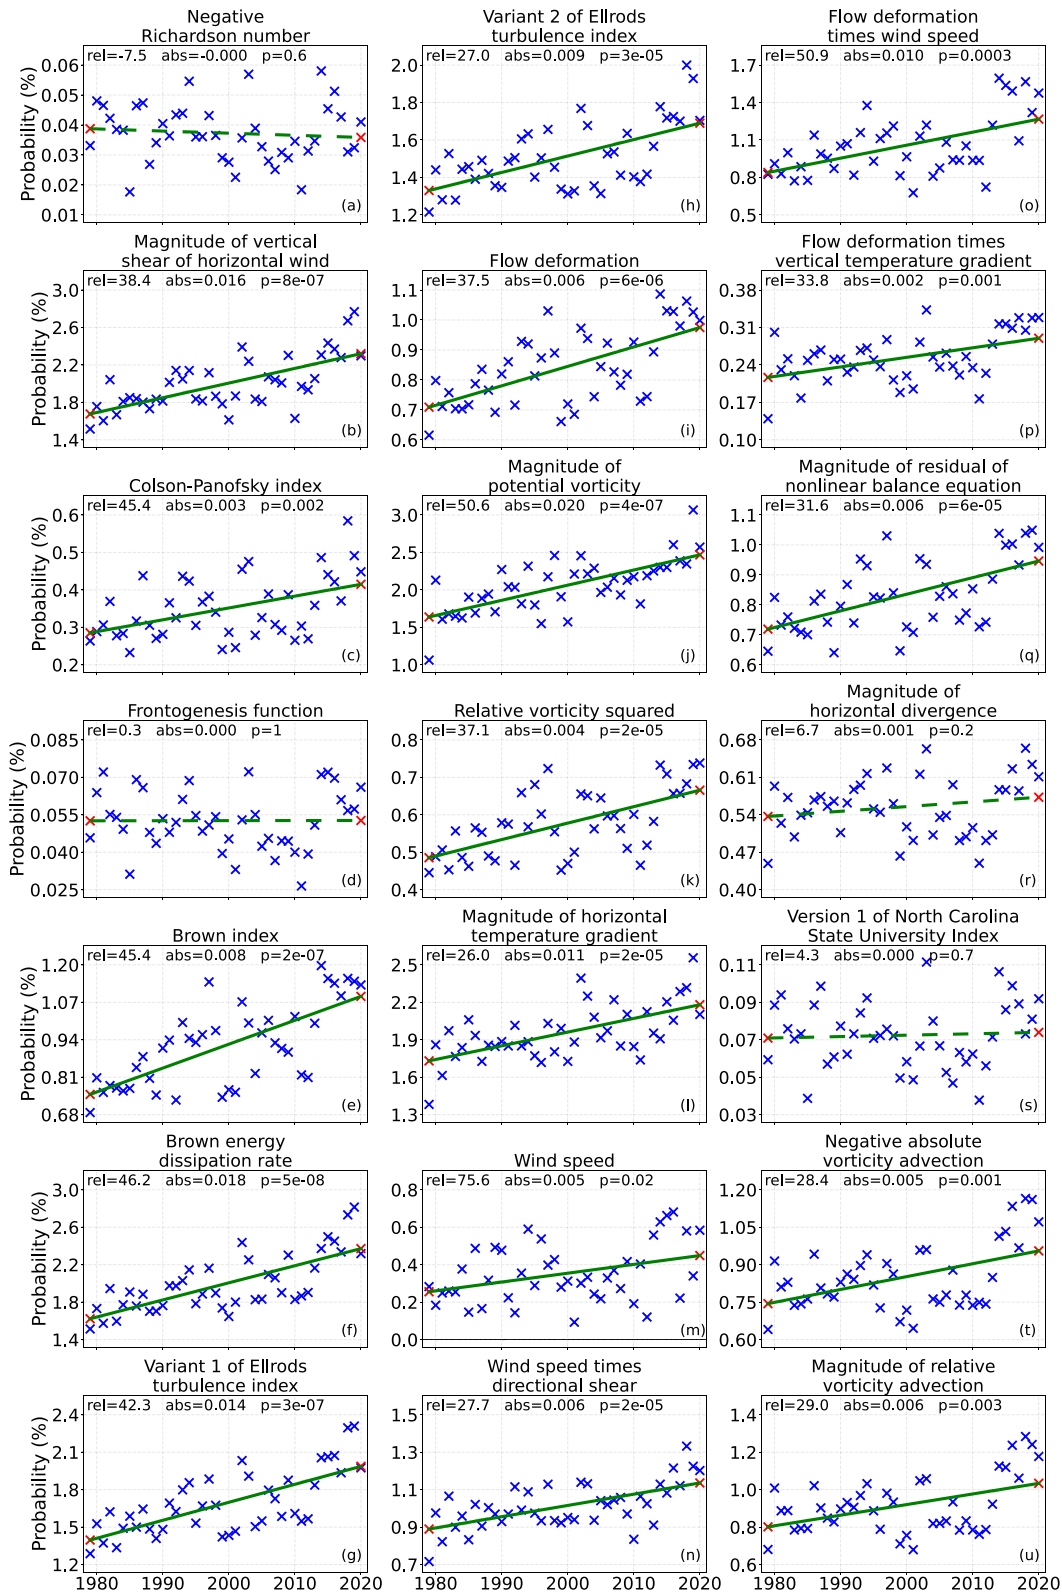 Negative
Richardson number
rel=-7.5 abs=-0.000 p=0.6
Probability (%)
0.06
0.05
0.04
0.03
0.02
0.01
(a)
Variant 2 of Ellrods
turbulence index
rel=27.0 abs=0.009 p=3e-05
2.0
1.8
1.6
1.4
1.2
(h)
Flow deformation
times wind speed
rel=50.9 abs=0.010 p=0.0003
1.7
1.4
1.1
0.8
0.5
(o)
Magnitude of vertical
shear of horizontal wind
rel=38.4 abs=0.016 p=8e-07
Probability (%)
3.0
2.6
2.2
1.8
1.4
(b)
Flow deformation
rel=37.5 abs=0.006 p=6e-06
1.1
1.0
0.9
0.8
0.7
0.6
(i)
Flow deformation times
vertical temperature gradient
rel=33.8 abs=0.002 p=0.001
0.38
0.31
0.24
0.17
0.10
(p)
Colson-Panofsky index
rel=45.4 abs=0.003 p=0.002
Probability (%)
0.6
0.5
0.4
0.3
0.2
(c)
Magnitude of
potential vorticity
rel=50.6 abs=0.020 p=4e-07
3.0
2.5
2.0
1.5
1.0
(j)
Magnitude of residual of
nonlinear balance equation
rel=31.6 abs=0.006 p=6e-05
1.1
1.0
0.9
0.8
0.7
0.6
(q)
Frontogenesis function
rel=0.3 abs=0.000 p=1
Probability (%)
0.085
0.070
0.055
0.040
0.025
(d)
Relative vorticity squared
rel=37.1 abs=0.004 p=2e-05
0.8
0.7
0.6
0.5
0.4
(k)
Magnitude of
horizontal divergence
rel=6.7 abs=0.001 p=0.2
0.68
0.61
0.54
0.47
0.40
(r)
Brown index
rel=45.4 abs=0.008 p=2e-07
Probability (%)
1.20
1.07
0.94
0.81
0.68
(e)
Magnitude of horizontal
temperature gradient
rel=26.0 abs=0.011 p=2e-05
2.5
2.2
1.9
1.6
1.3
(l)
Version 1 of North Carolina
State University Index
rel=4.3 abs=0.000 p=0.7
0.11
0.09
0.07
0.05
0.03
(s)
Brown energy
dissipation rate
rel=46.2 abs=0.018 p=5e-08
Probability (%)
3.0
2.6
2.2
1.8
1.4
(f)
Wind speed
rel=75.6 abs=0.005 p=0.02
0.8
0.6
0.4
0.2
0.0
(m)
Negative absolute
vorticity advection
rel=28.4 abs=0.005 p=0.001
1.20
1.05
0.90
0.75
0.60
(t)
Variant 1 of Ellrods
turbulence index
rel=42.3 abs=0.014 p=3e-07
Probability (%)
2.4
2.1
1.8
1.5
1.2
(g)
1980 1990 2000 2010 2020
Wind speed times
directional shear
rel=27.7 abs=0.006 p=2e-05
1.5
1.3
1.1
0.9
0.7
(n)
1980 1990 2000 2010 2020
Magnitude of relative
vorticity advection
rel=29.0 abs=0.006 p=0.003
1.4
1.2
1.0
0.8
0.6
(u)
1980 1990 2000 2010 2020